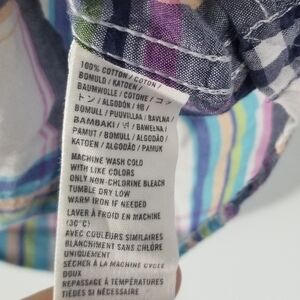 100% COTTON / COTON /
BOMULD / KATOEN /
BAUMWOLLE / COTONE / コッ
トン / ALGODÓN / 棉 /
BOMULL / PUUVILLA / BAVLNA /
BAMBAKI / / BAWEŁNA /
PAMUT / BOMULL / ALGODÃO /
KATOEN / ALGODÃO / PAMUK
MACHINE WASH COLD
WITH LIKE COLORS
ONLY NON-CHLORINE BLEACH
TUMBLE DRY LOW
WARM IRON IF NEEDED
LAVER À FROID EN MACHINE
(30°C)
AVEC COULEURS SIMILAIRES
BLANCHIMENT SANS CHLORE
UNIQUEMENT
SÉCHER À LA MACHINE CYCLE
DOUX
REPASSAGE À TEMPÉRATURES
TIÈDES SI NÉCESSAIRE